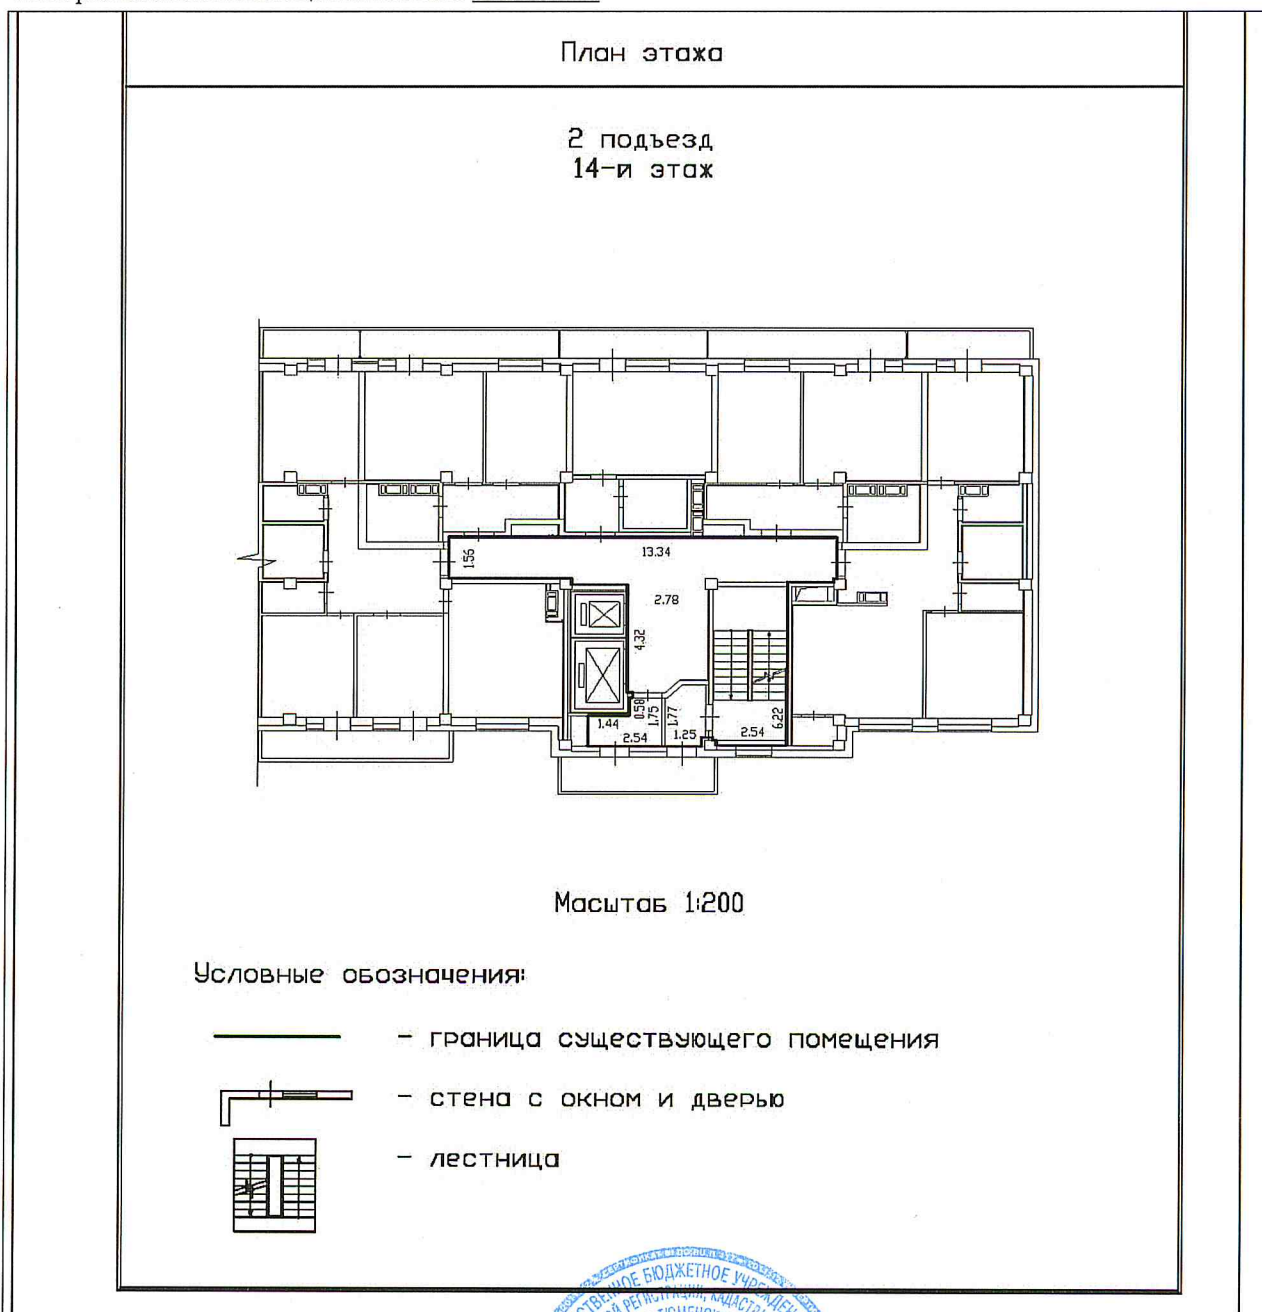 План этажа
2 подъезд
14-и этаж
1.56
13.34
2.78
4.32
0.58
1.75
1.77
1.44
2.54
1.25
2.54
6.22
Масштаб 1:200
Условные обозначения:
- граница существующего помещения
- стена с окном и дверью
- лестница
БЮДЖЕТНОЕ